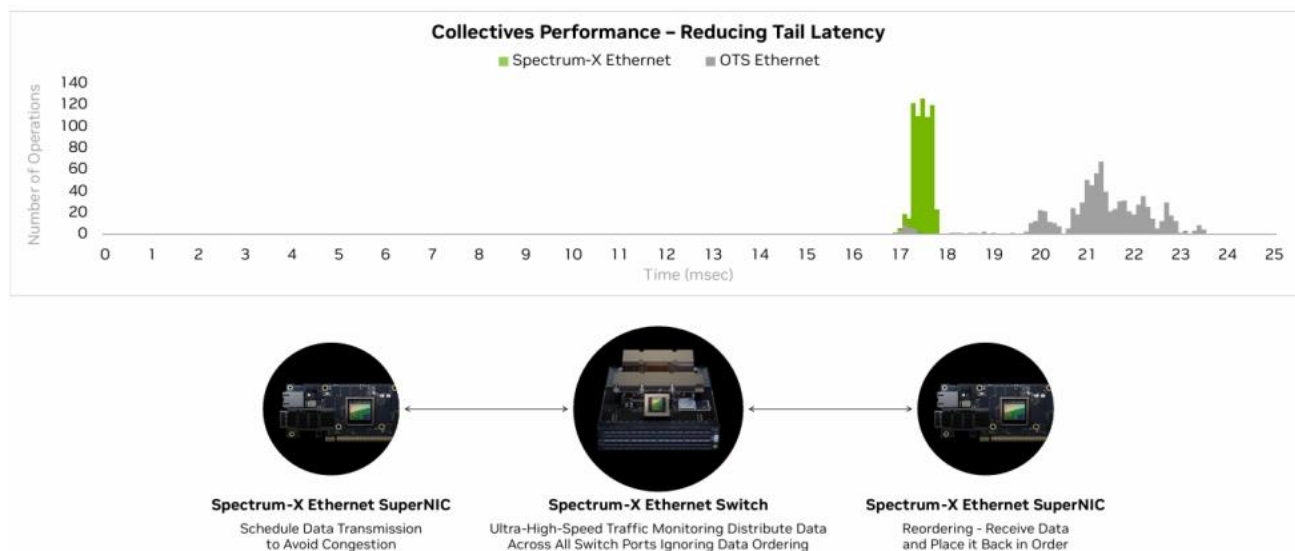 Collectives Performance – Reducing Tail Latency
Spectrum-X Ethernet OTS Ethernet
Number of Operations
140
120
100
80
60
40
20
0
0 1 2 3 4 5 6 7 8 9 10 11 12 13 14 15 16 17 18 19 20 21 22 23 24 25
Time (msec)
Spectrum-X Ethernet SuperNIC
Schedule Data Transmission
to Avoid Congestion
Spectrum-X Ethernet Switch
Ultra-High-Speed Traffic Monitoring Distribute Data
Across All Switch Ports Ignoring Data Ordering
Spectrum-X Ethernet SuperNIC
Reordering - Receive Data
and Place it Back in Order